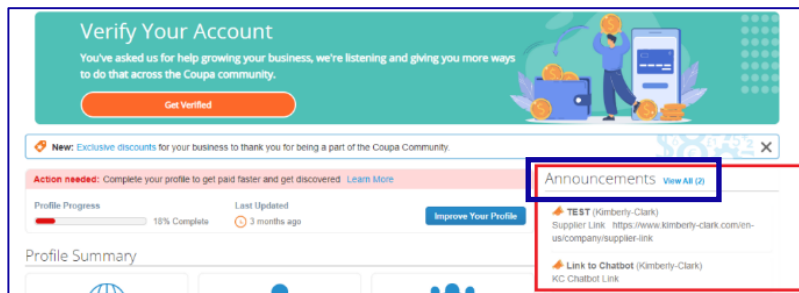 Verify Your Account
You've asked us for help growing your business, we're listening and giving you more ways
to do that across the Coupa community.
Get Verified
New: Exclusive discounts for your business to thank you for being a part of the Coupa Community.
Action needed: Complete your profile to get paid faster and get discovered Learn More
Profile Progress
18% Complete
Last Updated
3 months ago
Improve Your Profile
Profile Summary
Announcements View All (2)
TEST (Kimberly-Clark)
Supplier Link https://www.kimberly-clark.com/en-
us/company/supplier-link
Link to Chatbot (Kimberly-Clark)
KC Chatbot Link